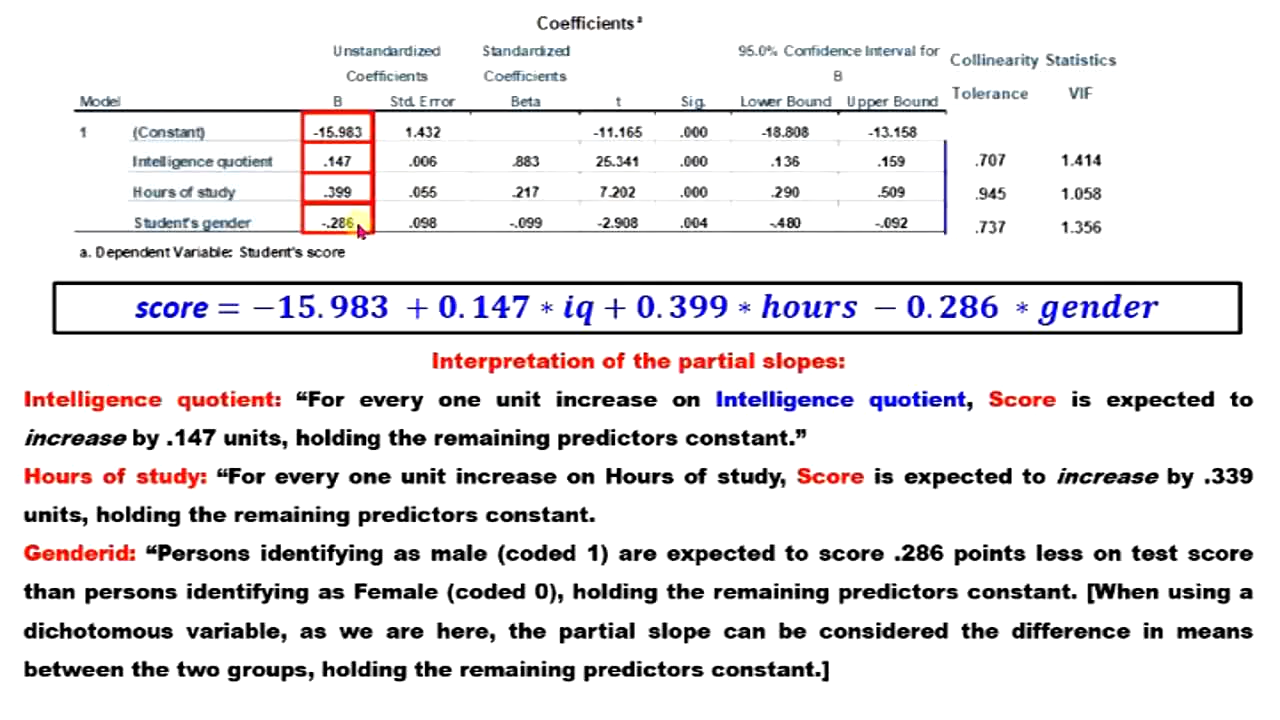 Coefficientsᵃ
Unstandardized Coefficients Standardized Coefficients 95.0% Confidence Interval for B Collinearity Statistics
Model B Std. Error Beta t Sig. Lower Bound Upper Bound Tolerance VIF
1 (Constant) -15.983 1.432 -11.165 .000 -18.808 -13.158
Intelligence quotient .147 .006 .883 25.341 .000 .136 .159 .707 1.414
Hours of study .399 .055 .217 7.202 .000 .290 .509 .945 1.058
Student's gender -.286 .098 -.099 -2.908 .004 -.480 -.092 .737 1.356
a. Dependent Variable: Student's score
score = −15.983 + 0.147 * iq + 0.399 * hours − 0.286 * gender
Interpretation of the partial slopes:
Intelligence quotient: “For every one unit increase on Intelligence quotient, Score is expected to
increase by .147 units, holding the remaining predictors constant.”
Hours of study: “For every one unit increase on Hours of study, Score is expected to increase by .339
units, holding the remaining predictors constant.
Genderid: “Persons identifying as male (coded 1) are expected to score .286 points less on test score
than persons identifying as Female (coded 0), holding the remaining predictors constant. [When using a
dichotomous variable, as we are here, the partial slope can be considered the difference in means
between the two groups, holding the remaining predictors constant.]